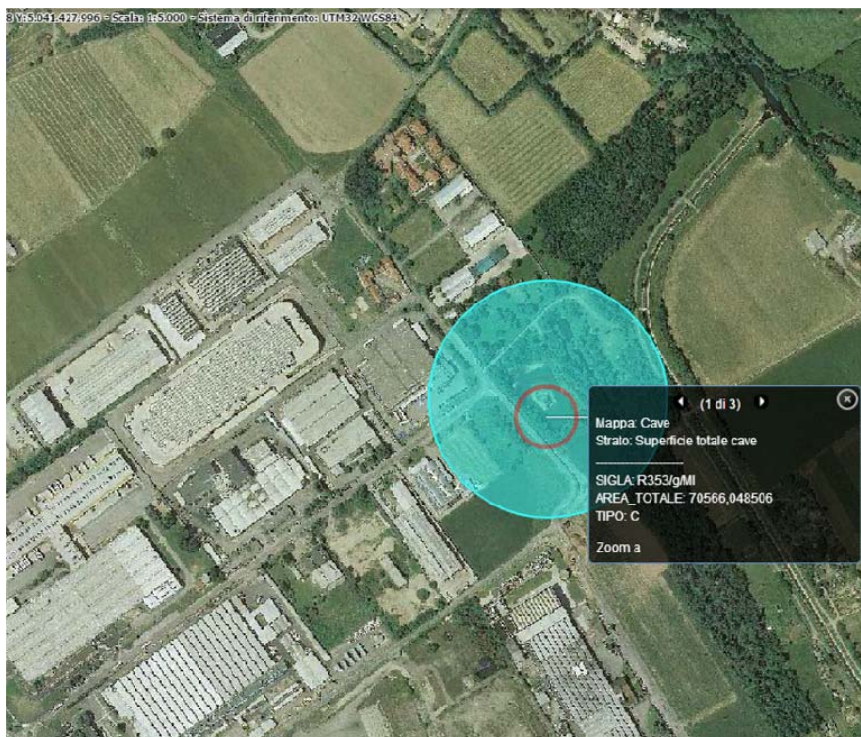 8 Y:5.041.427,996 - Scala: 1:5.000 - Sistema di riferimento: UTM32 WGS84
(1 di 3)
Mappa: Cave
Strato: Superficie totale cave
SIGLA: R353/g/MI
AREA_TOTALE: 70566,048506
TIPO: C
Zoom a